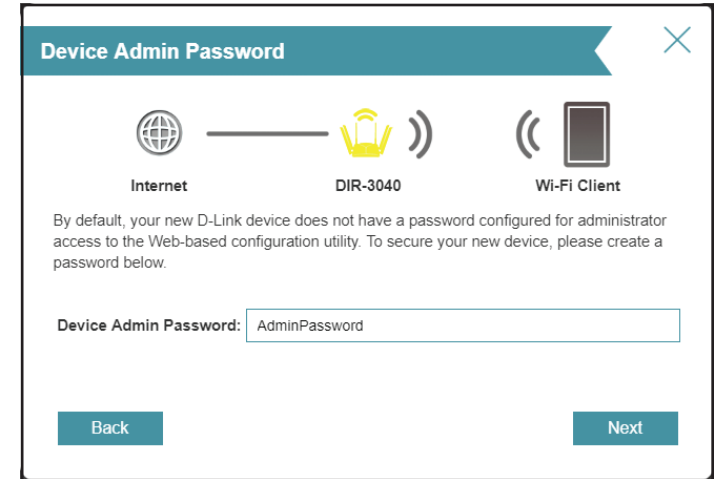 Device Admin Password
Internet
DIR-3040
Wi-Fi Client
By default, your new D-Link device does not have a password configured for administrator
access to the Web-based configuration utility. To secure your new device, please create a
password below.
Device Admin Password: AdminPassword
Back
Next